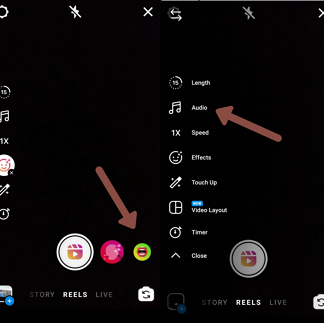 15
1X
STORY REELS LIVE
15 Length
Audio
1X Speed
Effects
Touch Up
NEW
Video Layout
Timer
Close
STORY REELS LIVE